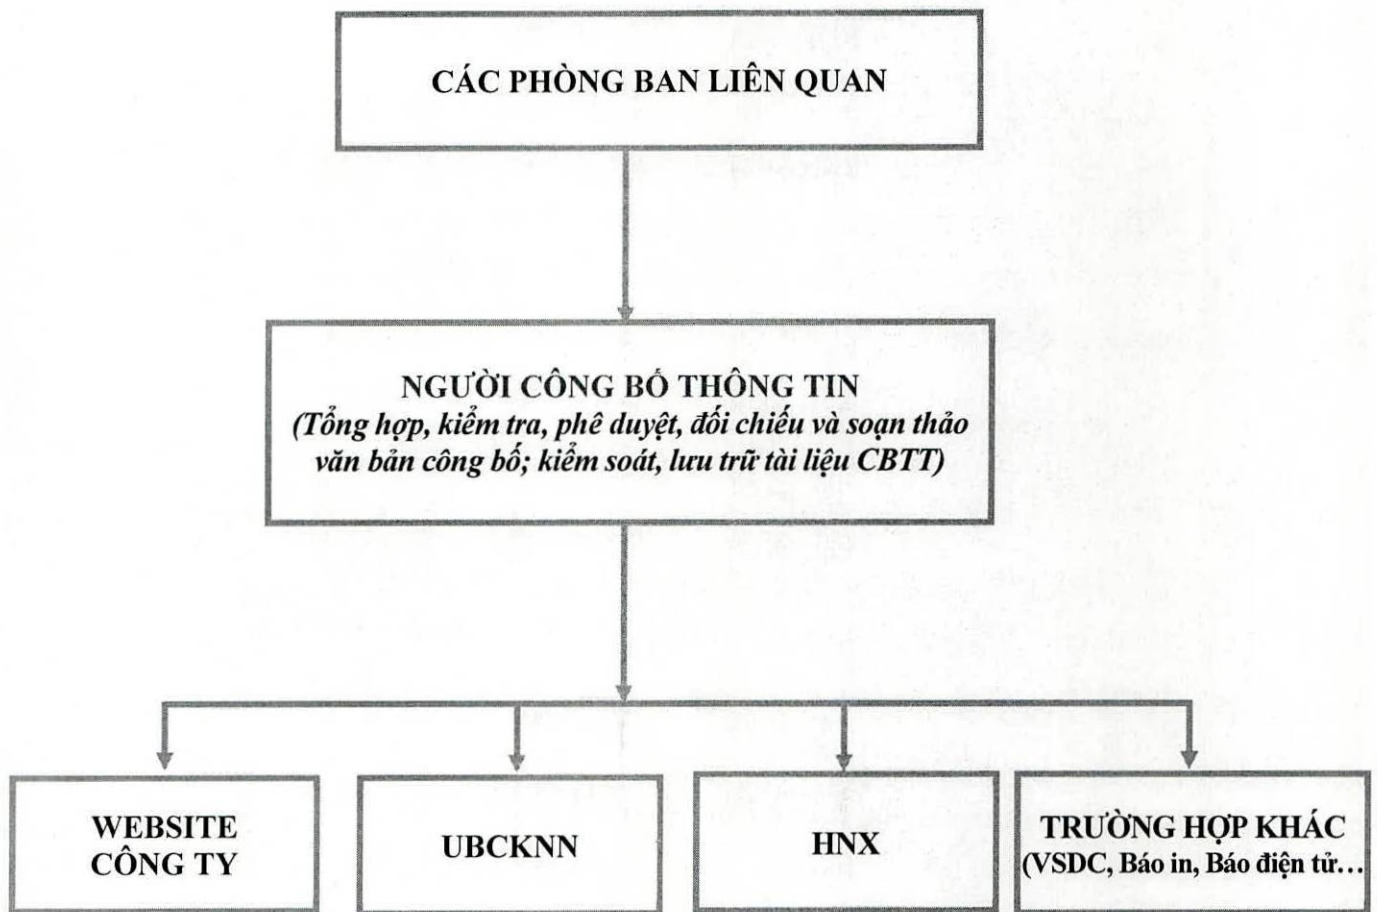 CÁC PHÒNG BAN LIÊN QUAN
NGƯỜI CÔNG BỐ THÔNG TIN
(Tổng hợp, kiểm tra, phê duyệt, đối chiếu và soạn thảo
văn bản công bố; kiểm soát, lưu trữ tài liệu CBTT)
WEBSITE
CÔNG TY
UBCKNN
HNX
TRƯỜNG HỢP KHÁC
(VSDC, Báo in, Báo điện tử…